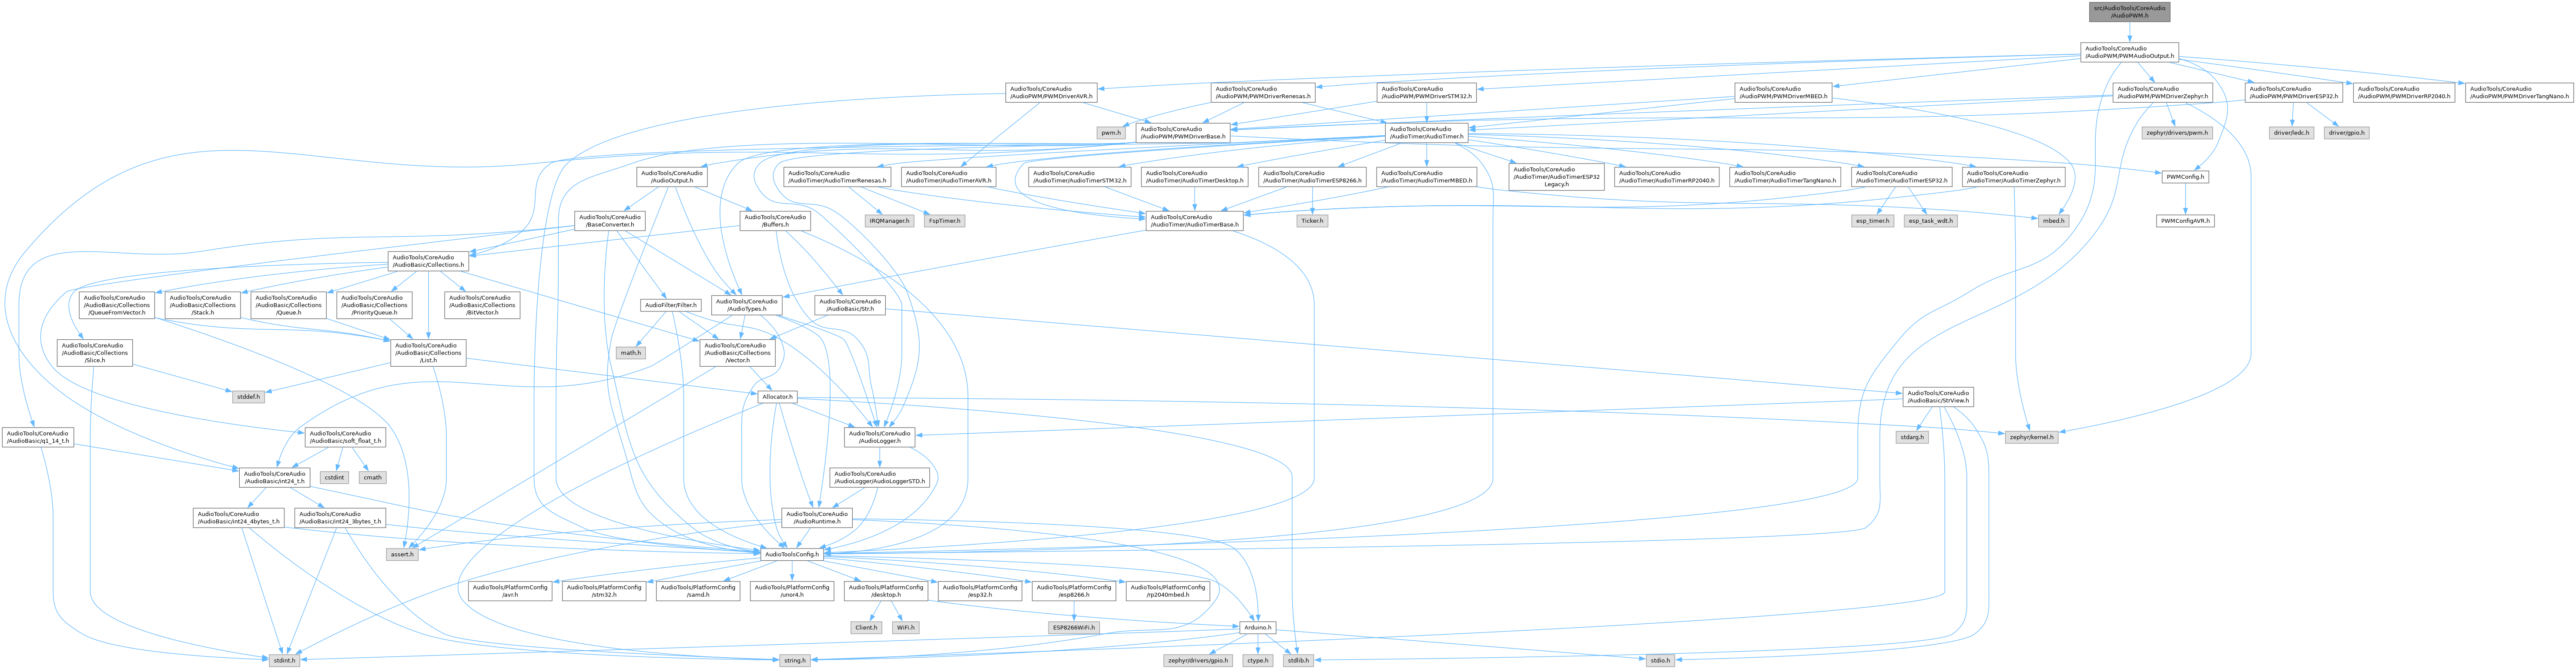 src/AudioTools/CoreAudio
/AudioPWM.h
AudioTools/CoreAudio
/AudioPWM/PWMAudioOutput.h
AudioTools/CoreAudio
/AudioPWM/PWMDriverAVR.h
AudioTools/CoreAudio
/AudioPWM/PWMDriverRenesas.h
AudioTools/CoreAudio
/AudioPWM/PWMDriverSTM32.h
AudioTools/CoreAudio
/AudioPWM/PWMDriverMBED.h
AudioTools/CoreAudio
/AudioPWM/PWMDriverZephyr.h
AudioTools/CoreAudio
/AudioPWM/PWMDriverESP32.h
AudioTools/CoreAudio
/AudioPWM/PWMDriverRP2040.h
AudioTools/CoreAudio
/AudioPWM/PWMDriverTangNano.h
pwm.h
AudioTools/CoreAudio
/AudioPWM/PWMDriverBase.h
AudioTools/CoreAudio
/AudioTimer/AudioTimer.h
zephyr/drivers/pwm.h
driver/ledc.h
driver/gpio.h
AudioTools/CoreAudio
/AudioOutput.h
AudioTools/CoreAudio
/AudioTimer/AudioTimerRenesas.h
AudioTools/CoreAudio
/AudioTimer/AudioTimerAVR.h
AudioTools/CoreAudio
/AudioTimer/AudioTimerSTM32.h
AudioTools/CoreAudio
/AudioTimer/AudioTimerDesktop.h
AudioTools/CoreAudio
/AudioTimer/AudioTimerESP8266.h
AudioTools/CoreAudio
/AudioTimer/AudioTimerMBED.h
AudioTools/CoreAudio
/AudioTimer/AudioTimerESP32
Legacy.h
AudioTools/CoreAudio
/AudioTimer/AudioTimerRP2040.h
AudioTools/CoreAudio
/AudioTimer/AudioTimerTangNano.h
AudioTools/CoreAudio
/AudioTimer/AudioTimerESP32.h
AudioTools/CoreAudio
/AudioTimer/AudioTimerZephyr.h
PWMConfig.h
AudioTools/CoreAudio
/BaseConverter.h
AudioTools/CoreAudio
/Buffers.h
IRQManager.h
FspTimer.h
AudioTools/CoreAudio
/AudioTimer/AudioTimerBase.h
Ticker.h
esp_timer.h
esp_task_wdt.h
mbed.h
PWMConfigAVR.h
AudioTools/CoreAudio
/AudioBasic/Collections.h
AudioTools/CoreAudio
/AudioBasic/Collections
/QueueFromVector.h
AudioTools/CoreAudio
/AudioBasic/Collections
/Stack.h
AudioTools/CoreAudio
/AudioBasic/Collections
/Queue.h
AudioTools/CoreAudio
/AudioBasic/Collections
/PriorityQueue.h
AudioTools/CoreAudio
/AudioBasic/Collections
/BitVector.h
AudioFilter/Filter.h
AudioTools/CoreAudio
/AudioTypes.h
AudioTools/CoreAudio
/AudioBasic/Str.h
AudioTools/CoreAudio
/AudioBasic/Collections
/Slice.h
AudioTools/CoreAudio
/AudioBasic/Collections
/List.h
math.h
AudioTools/CoreAudio
/AudioBasic/Collections
/Vector.h
stddef.h
Allocator.h
AudioTools/CoreAudio
/AudioBasic/StrView.h
AudioTools/CoreAudio
/AudioBasic/q1_14_t.h
AudioTools/CoreAudio
/AudioBasic/soft_float_t.h
AudioTools/CoreAudio
/AudioLogger.h
stdarg.h
zephyr/kernel.h
AudioTools/CoreAudio
/AudioBasic/int24_t.h
cstdint
cmath
AudioTools/CoreAudio
/AudioLogger/AudioLoggerSTD.h
AudioTools/CoreAudio
/AudioBasic/int24_4bytes_t.h
AudioTools/CoreAudio
/AudioBasic/int24_3bytes_t.h
AudioTools/CoreAudio
/AudioRuntime.h
assert.h
AudioToolsConfig.h
AudioTools/PlatformConfig
/avr.h
AudioTools/PlatformConfig
/stm32.h
AudioTools/PlatformConfig
/samd.h
AudioTools/PlatformConfig
/unor4.h
AudioTools/PlatformConfig
/desktop.h
AudioTools/PlatformConfig
/esp32.h
AudioTools/PlatformConfig
/esp8266.h
AudioTools/PlatformConfig
/rp2040mbed.h
Client.h
WiFi.h
ESP8266WiFi.h
Arduino.h
stdint.h
string.h
zephyr/drivers/gpio.h
ctype.h
stdlib.h
stdio.h